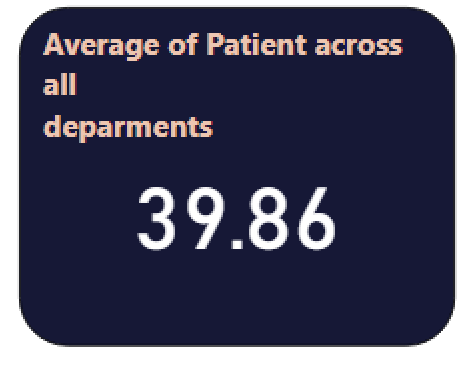 Average of Patient across
all
deparments
39.86